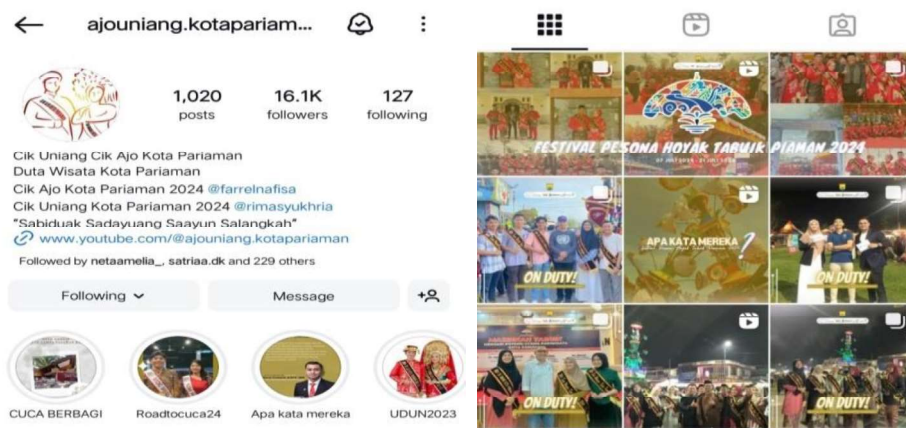 ajouniang.kotapariam...
1,020
posts
16.1K
followers
127
following
Cik Uniang Cik Ajo Kota Pariaman
Duta Wisata Kota Pariaman
Cik Ajo Kota Pariaman 2024 @farrelnafisa
Cik Uniang Kota Pariaman 2024 @rimasyukhria
"Sabiduak Sadayuang Saayun Salangkah"
www.youtube.com/@ajouniang.kotapariaman
Followed by netaamelia_, satriaa.dk and 229 others
Following
Message
CUCA BERBAGI
Roadtocuca24
Apa kata mereka
UDUN2023
FESTIVAL PESONA HOYAK TABUIK PIAMAN 2024
ON DUTY!
APA KATA MEREKA?
ON DUTY!
ON DUTY!